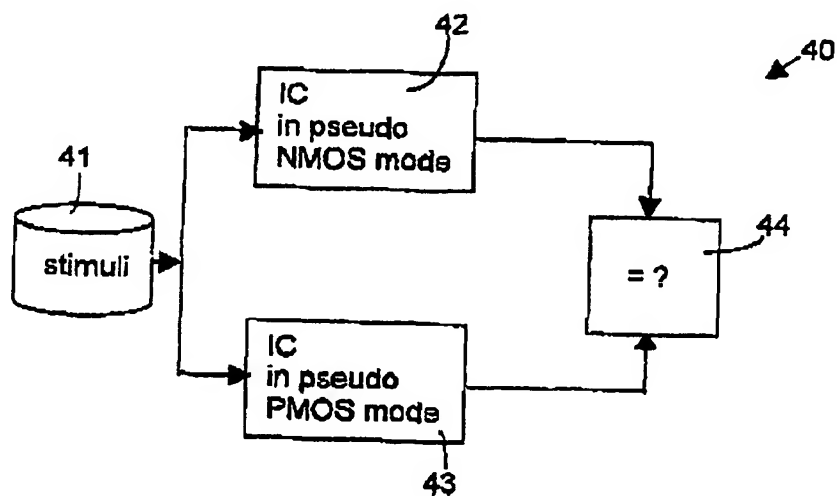 42
40
IC
in pseudo
NMOS mode
41
stimuli
44
= ?
IC
in pseudo
PMOS mode
43